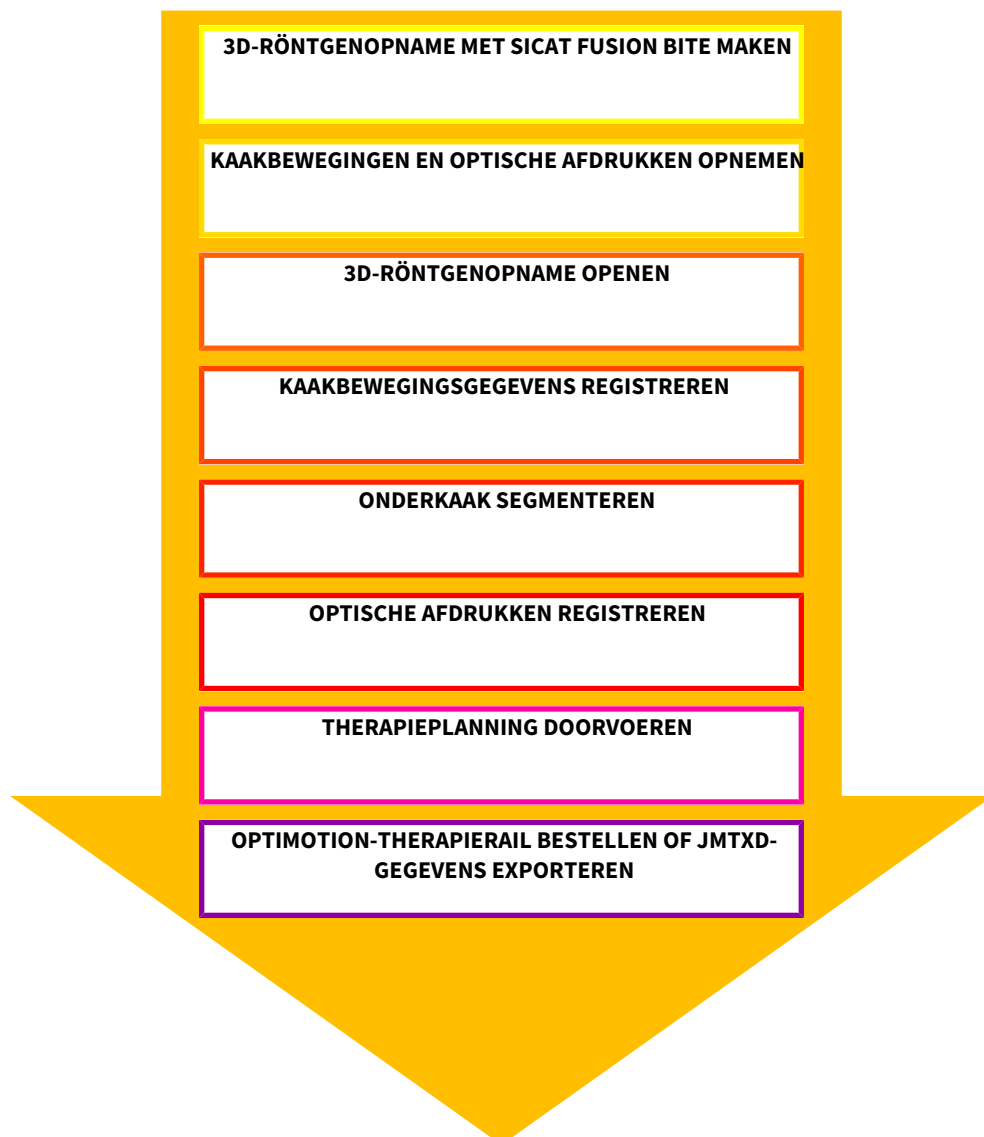 3D-RÖNTGENOPNAME MET SICAT FUSION BITE MAKEN
KAAKBEWEGINGEN EN OPTISCHE AFDRUKKEN OPNEMEN
3D-RÖNTGENOPNAME OPENEN
KAAKBEWEGINGSGEGEVENS REGISTREREN
ONDERKAAK SEGMENTEREN
OPTISCHE AFDRUKKEN REGISTREREN
THERAPIEPLANNING DOORVOEREN
OPTIMOTION-THERAPIERAIL BESTELLEN OF JMTXD-
GEGEVENS EXPORTEREN